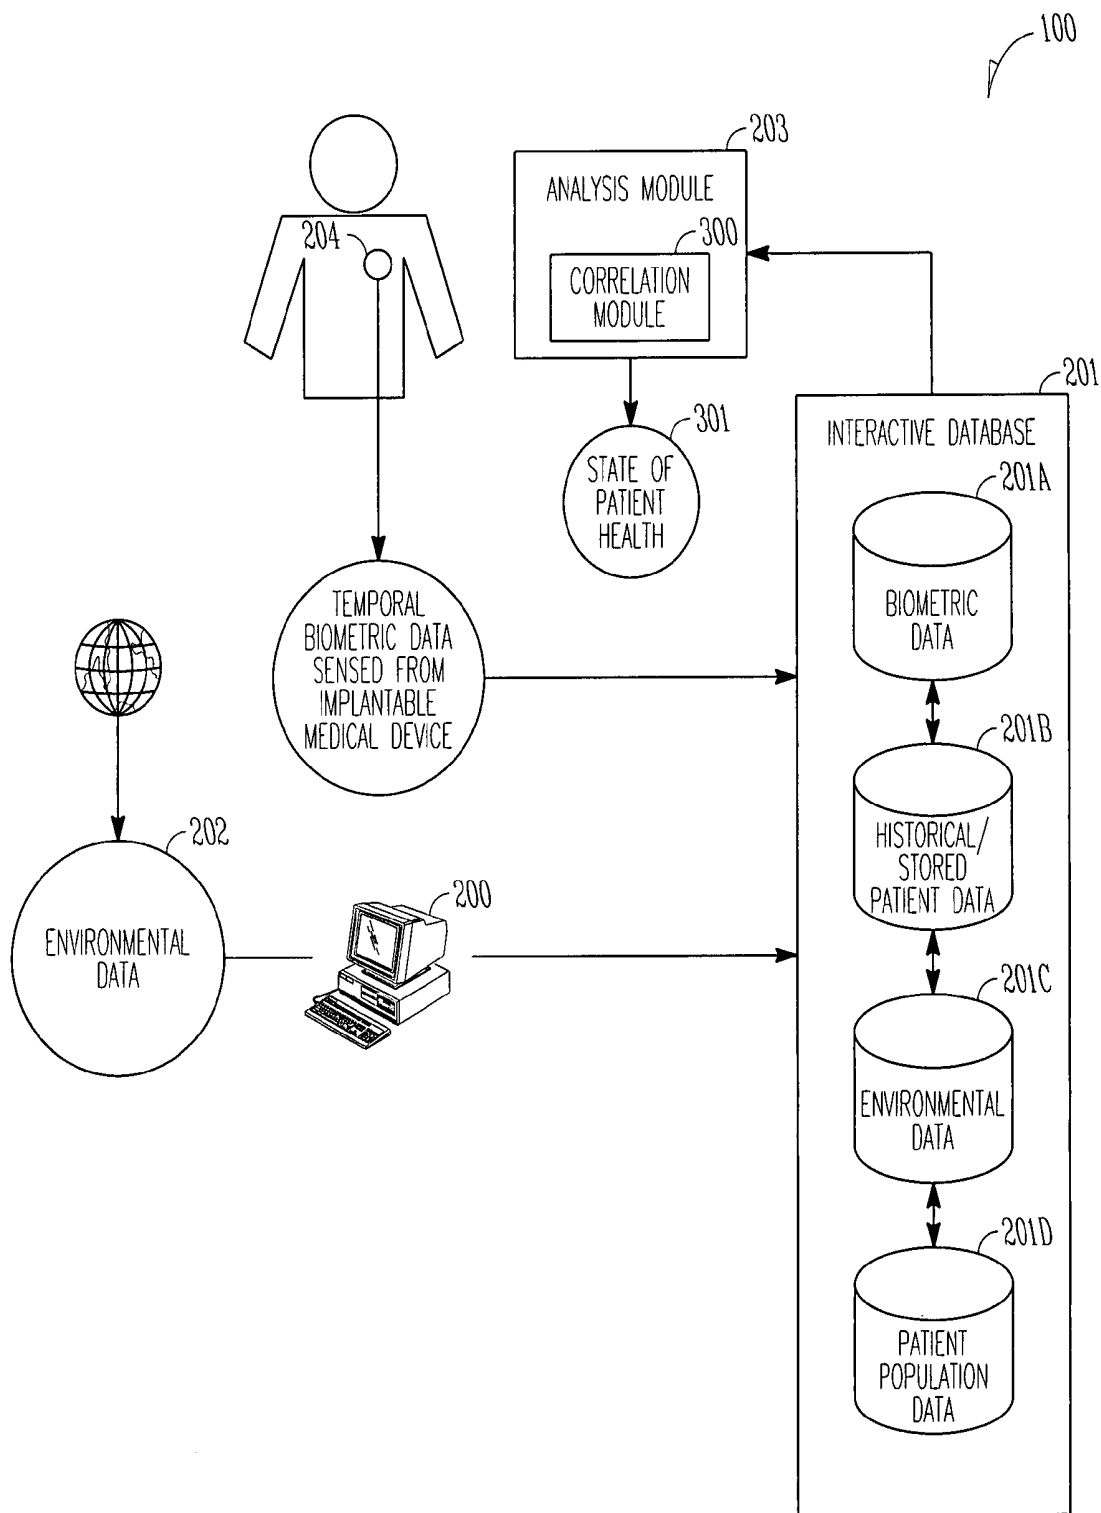 100
203
ANALYSIS MODULE
204
300
CORRELATION
MODULE
201
301
INTERACTIVE DATABASE
STATE OF
PATIENT
HEALTH
201A
BIOMETRIC
DATA
TEMPORAL
BIOMETRIC DATA
SENSED FROM
IMPLANTABLE
MEDICAL DEVICE
201B
HISTORICAL/
STORED
PATIENT DATA
202
200
ENVIRONMENTAL
DATA
201C
ENVIRONMENTAL
DATA
201D
PATIENT
POPULATION
DATA